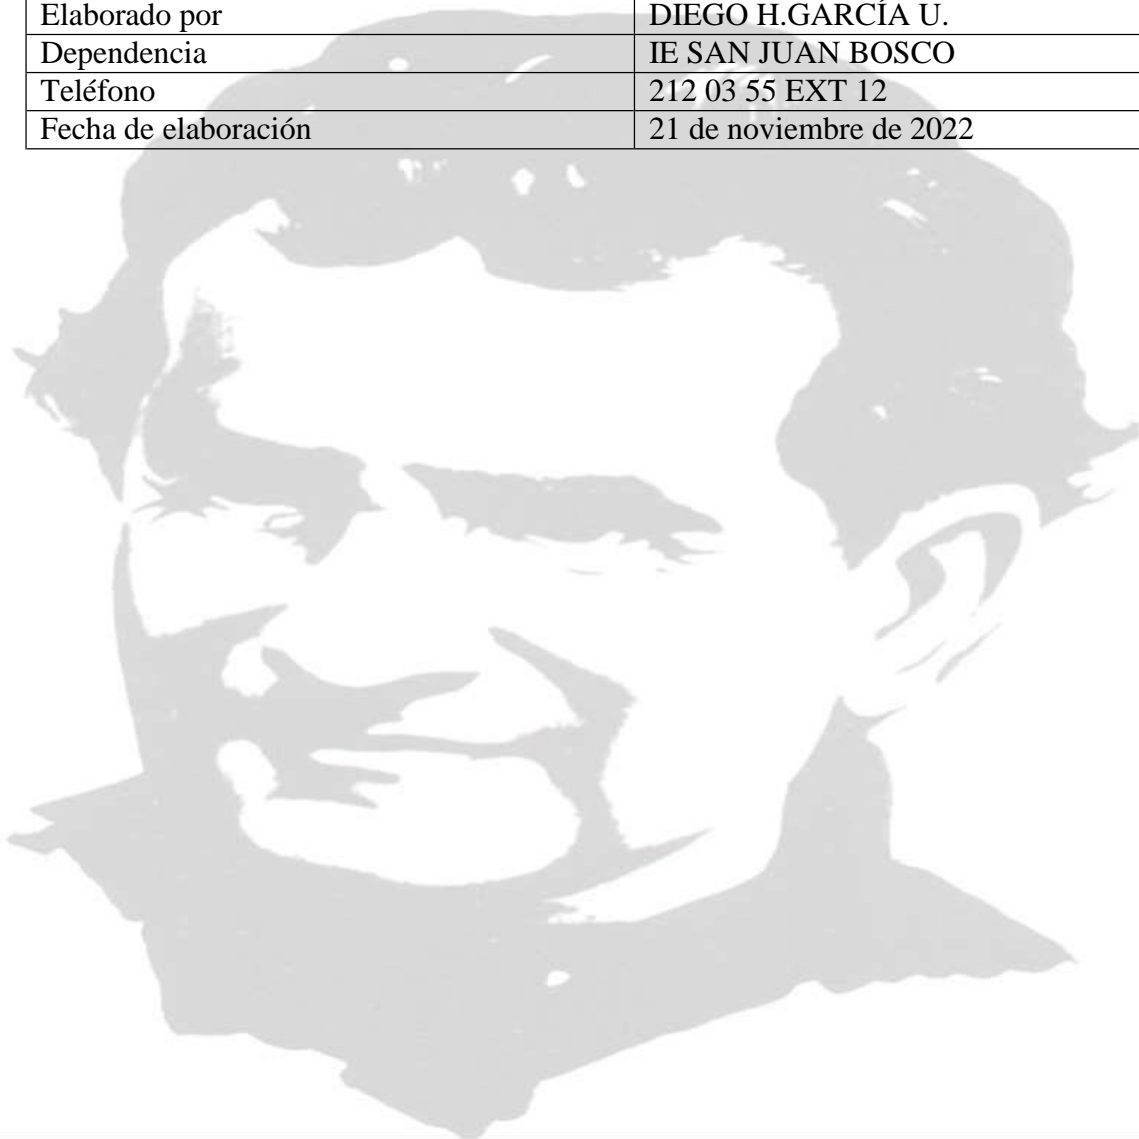 Elaborado por DIEGO H.GARCÍA U.
Dependencia IE SAN JUAN BOSCO
Teléfono 212 03 55 EXT 12
Fecha de elaboración 21 de noviembre de 2022